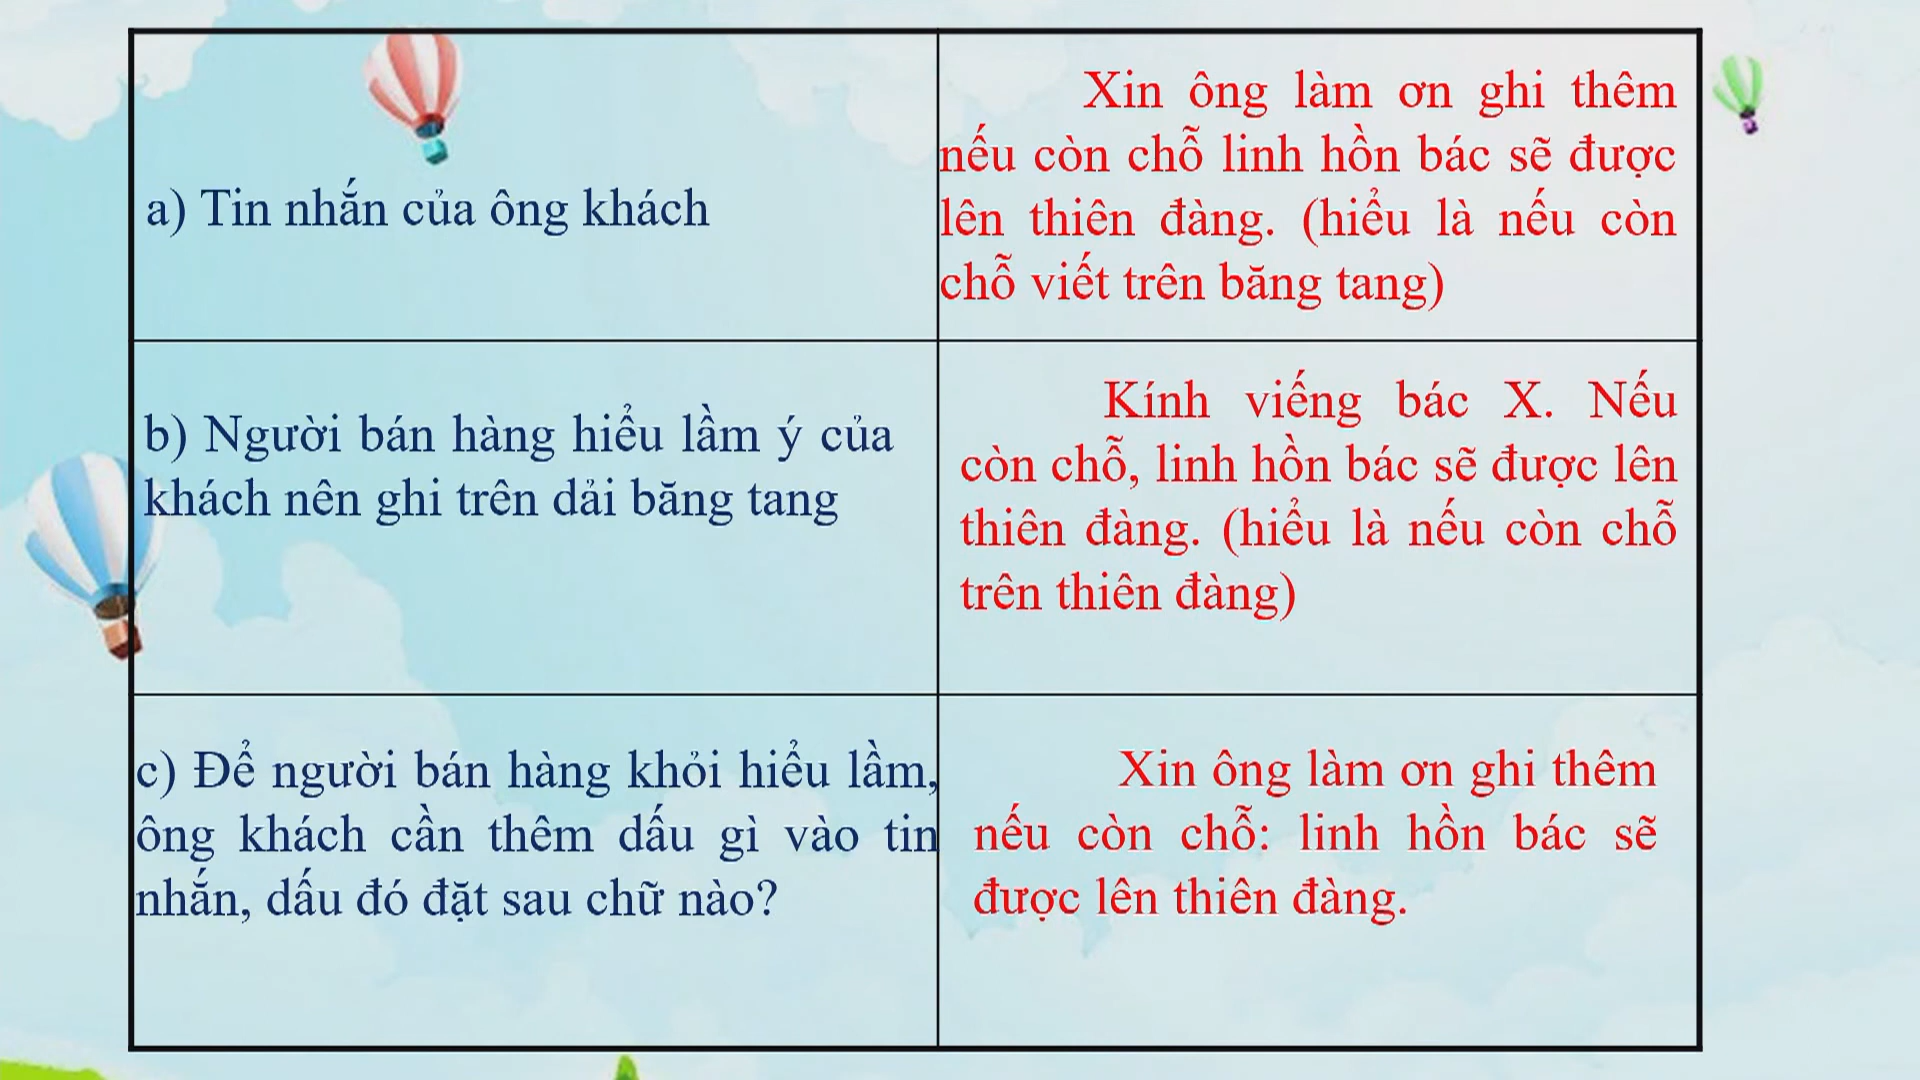 a) Tin nhắn của ông khách
Xin ông làm ơn ghi thêm
nếu còn chỗ linh hồn bác sẽ được
lên thiên đàng. (hiểu là nếu còn
chỗ viết trên băng tang)
b) Người bán hàng hiểu lầm ý của
khách nên ghi trên dải băng tang
Kính viếng bác X. Nếu
còn chỗ, linh hồn bác sẽ được lên
thiên đàng. (hiểu là nếu còn chỗ
trên thiên đàng)
c) Để người bán hàng khỏi hiểu lầm,
ông khách cần thêm dấu gì vào tin
nhắn, dấu đó đặt sau chữ nào?
Xin ông làm ơn ghi thêm
nếu còn chỗ: linh hồn bác sẽ
được lên thiên đàng.